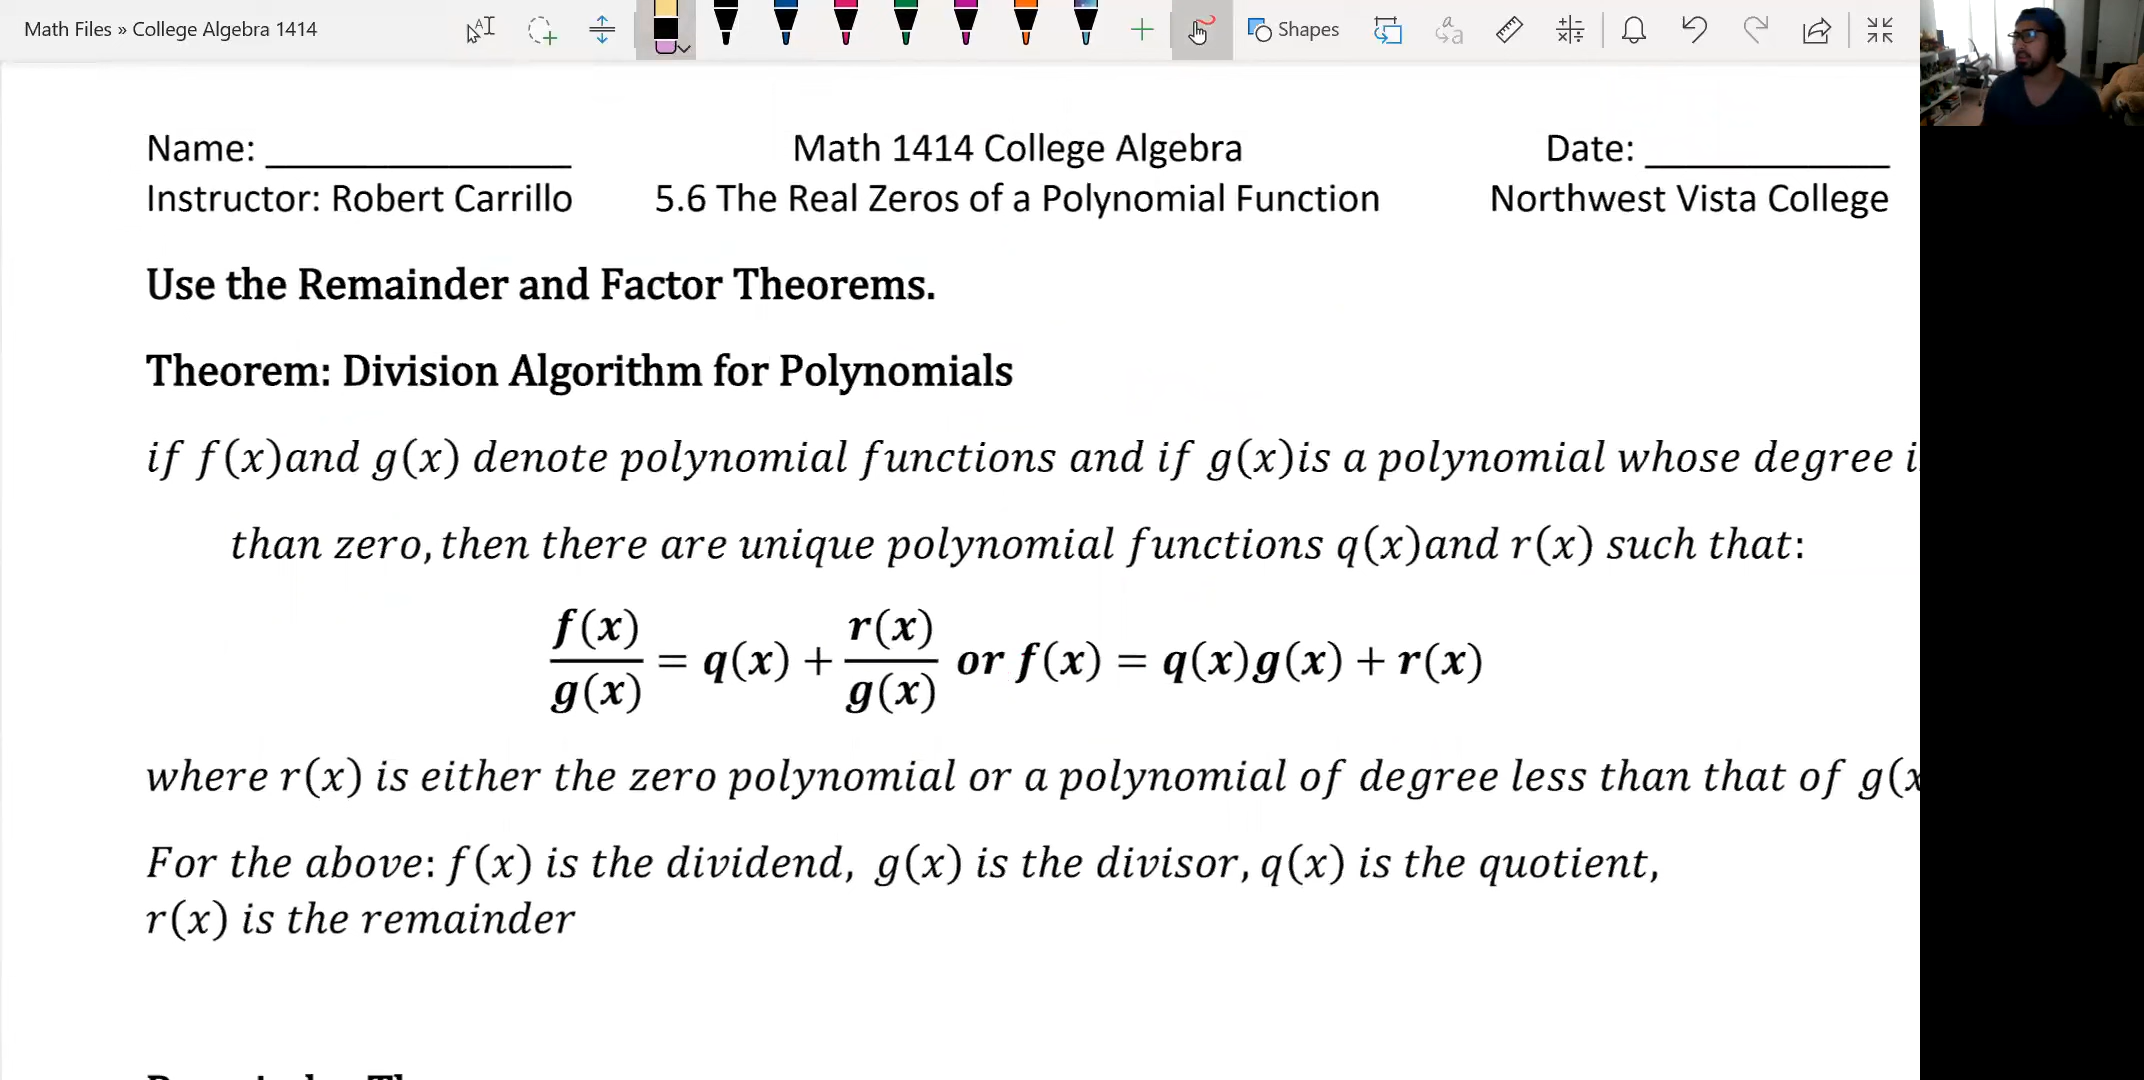 Math Files » College Algebra 1414
Shapes
Name: _______________ Math 1414 College Algebra Date: ____________
Instructor: Robert Carrillo 5.6 The Real Zeros of a Polynomial Function Northwest Vista College
Use the Remainder and Factor Theorems.
Theorem: Division Algorithm for Polynomials
if f(x)and g(x) denote polynomial functions and if g(x)is a polynomial whose degree
than zero, then there are unique polynomial functions q(x)and r(x) such that:
f(x)/g(x) = q(x) + r(x)/g(x) or f(x) = q(x)g(x) + r(x)
where r(x) is either the zero polynomial or a polynomial of degree less than that of g(x
For the above: f(x) is the dividend, g(x) is the divisor, q(x) is the quotient,
r(x) is the remainder